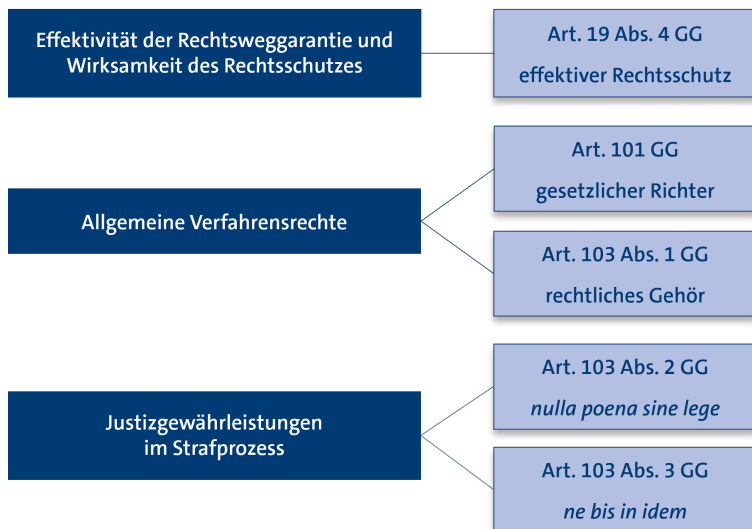 Effektivität der Rechtsweggarantie und
Wirksamkeit des Rechtsschutzes
Art. 19 Abs. 4 GG
effektiver Rechtsschutz
Allgemeine Verfahrensrechte
Art. 101 GG
gesetzlicher Richter
Art. 103 Abs. 1 GG
rechtliches Gehör
Justizgewährleistungen
im Strafprozess
Art. 103 Abs. 2 GG
nulla poena sine lege
Art. 103 Abs. 3 GG
ne bis in idem